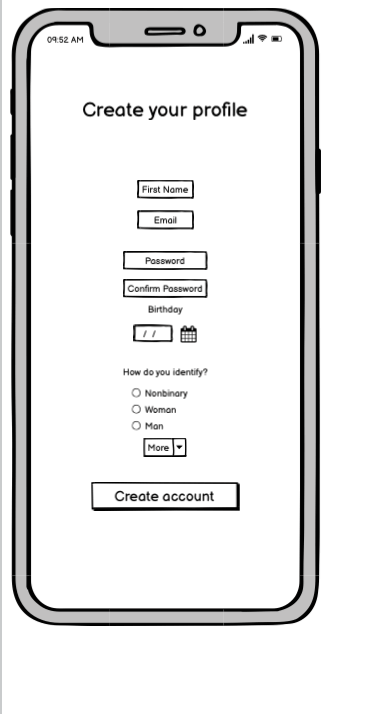 09:52 AM
Create your profile
First Name
Email
Password
Confirm Password
Birthday
/ /
How do you identify?
Nonbinary
Woman
Man
More
Create account